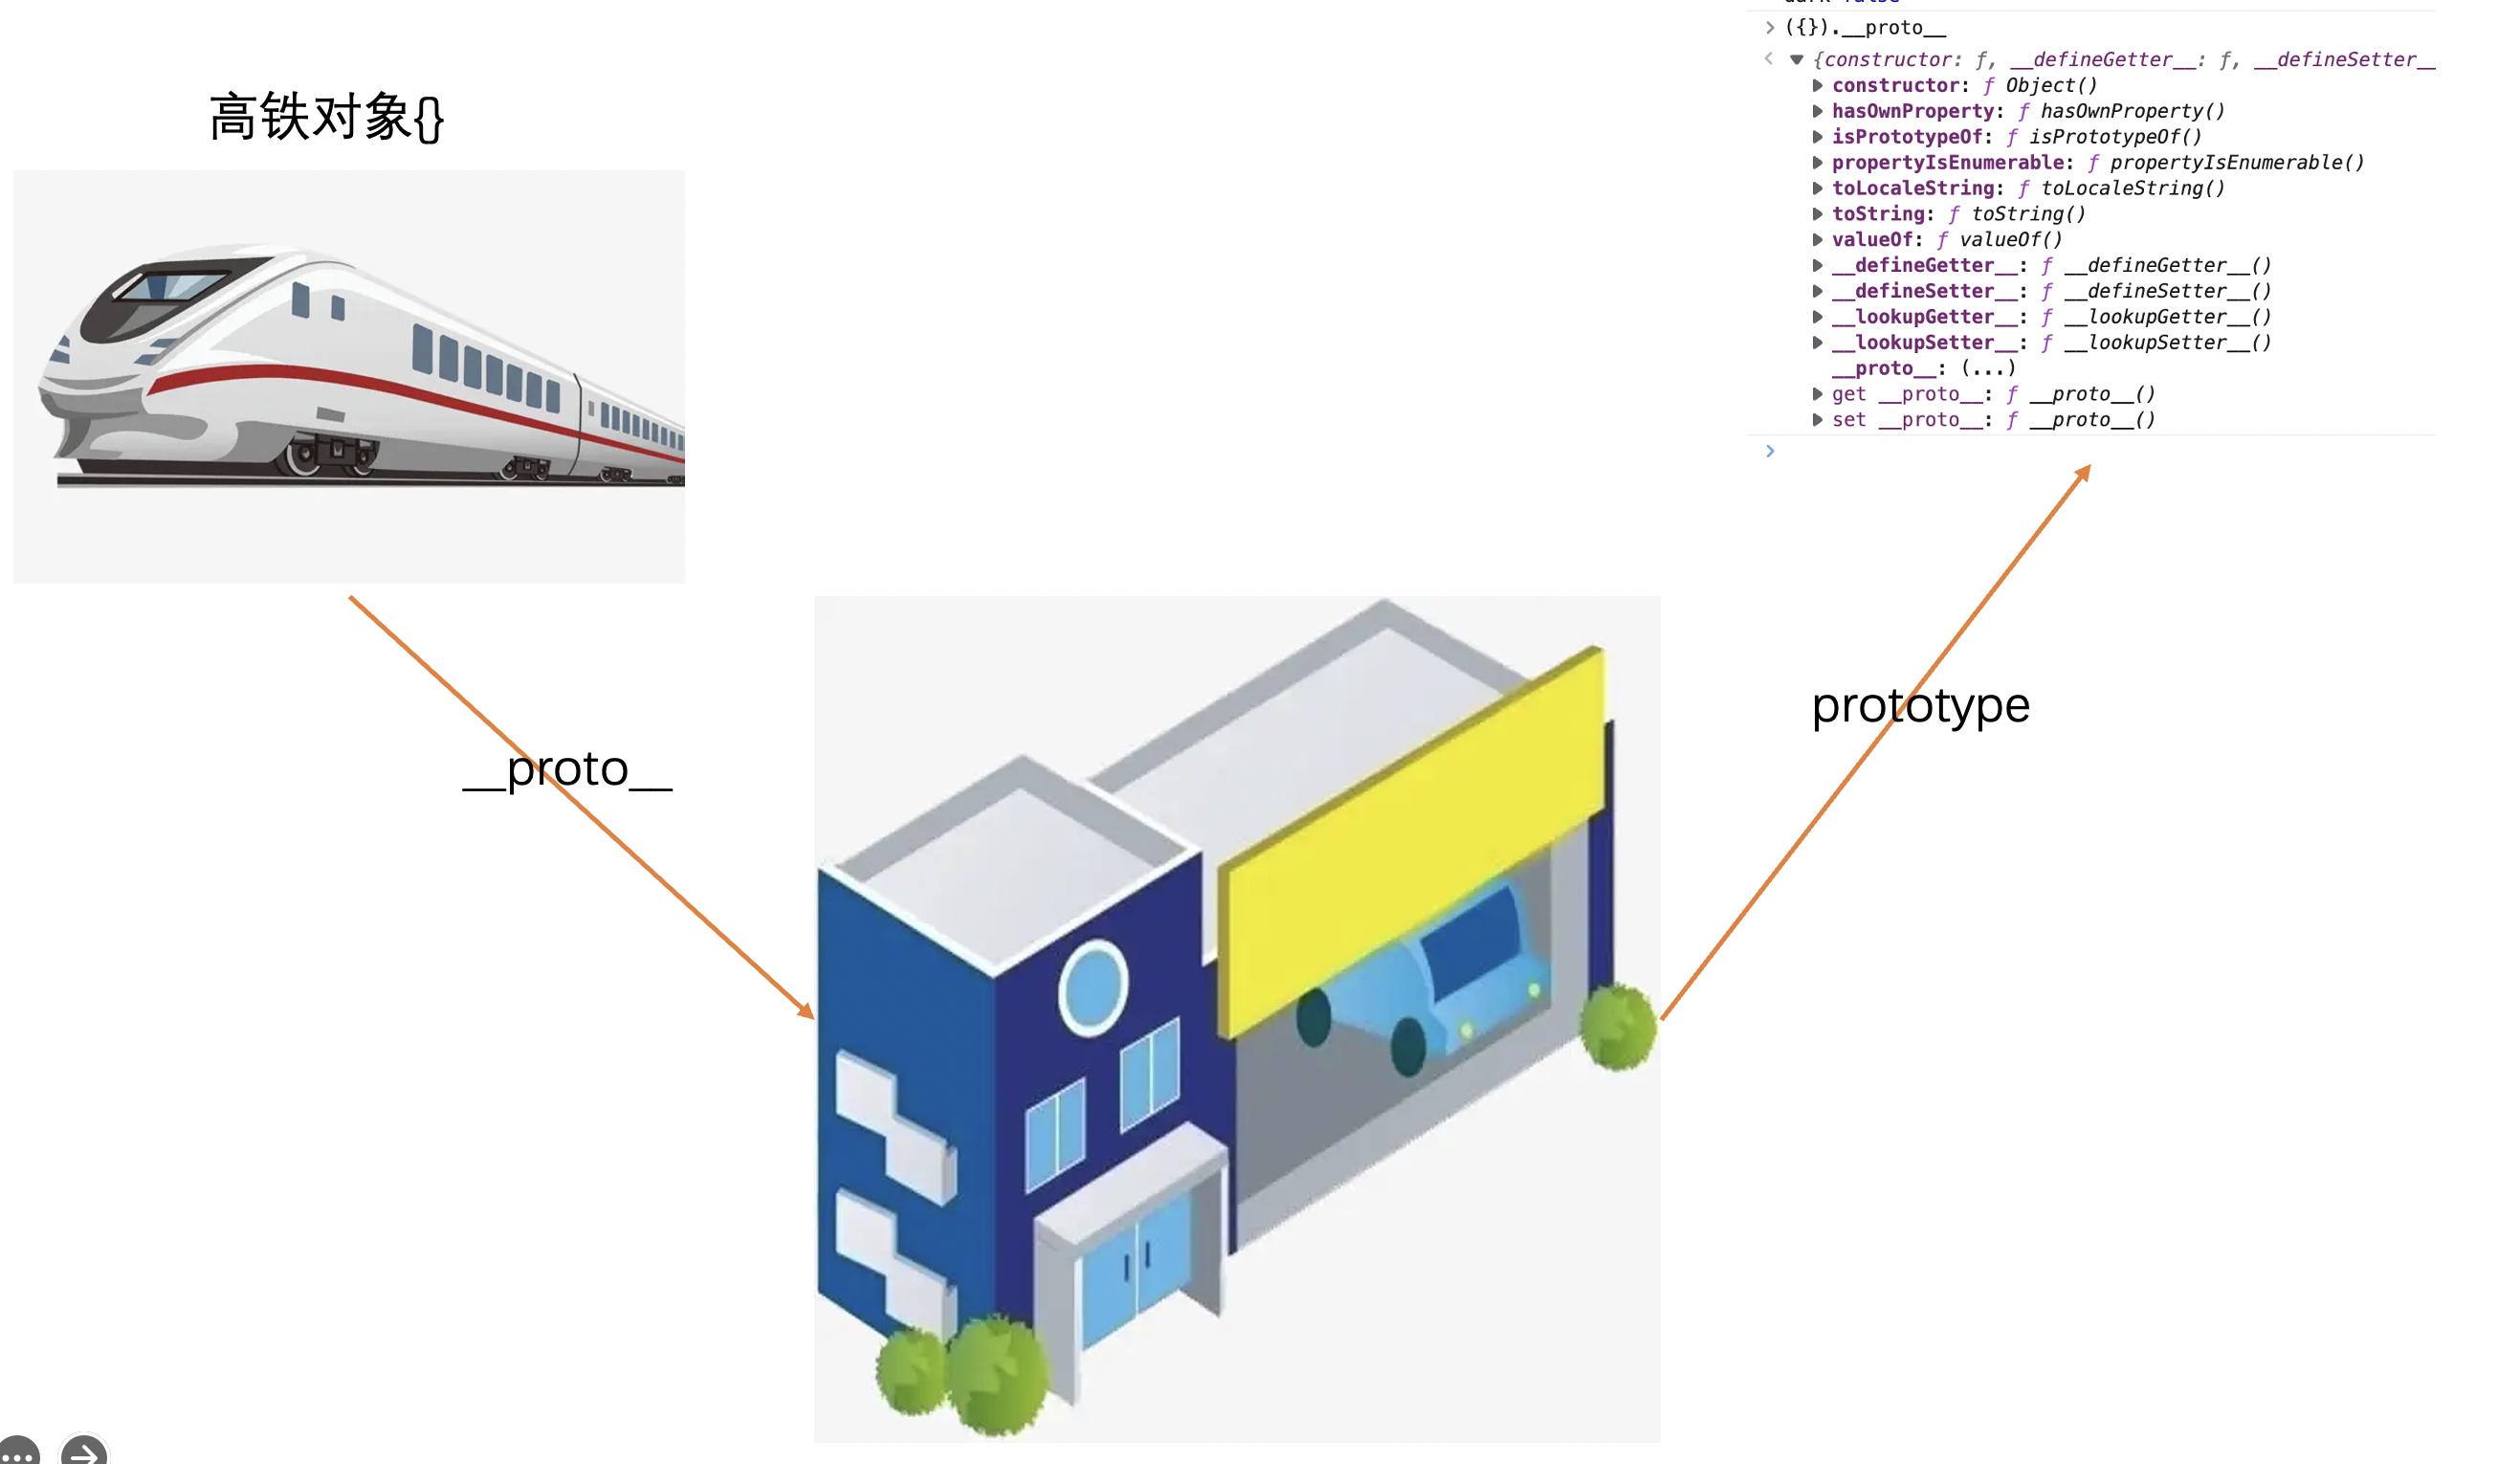 高铁对象{}
__proto__
prototype
({}).__proto__
{constructor: ƒ, __defineGetter__: ƒ, __defineSetter__
constructor: ƒ Object()
hasOwnProperty: ƒ hasOwnProperty()
isPrototypeOf: ƒ isPrototypeOf()
propertyIsEnumerable: ƒ propertyIsEnumerable()
toLocaleString: ƒ toLocaleString()
toString: ƒ toString()
valueOf: ƒ valueOf()
__defineGetter__: ƒ __defineGetter__()
__defineSetter__: ƒ __defineSetter__()
__lookupGetter__: ƒ __lookupGetter__()
__lookupSetter__: ƒ __lookupSetter__()
__proto__: (...)
get __proto__: ƒ __proto__()
set __proto__: ƒ __proto__()